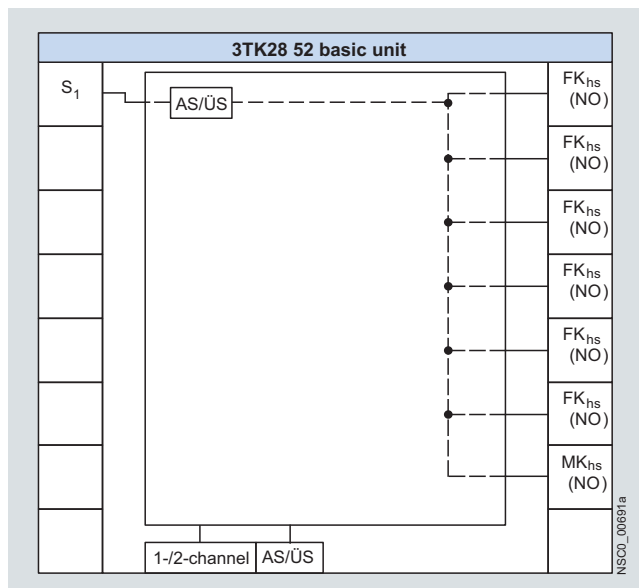 3TK28 52 basic unit
S1
AS/ÜS
FKhs
(NO)
FKhs
(NO)
FKhs
(NO)
FKhs
(NO)
FKhs
(NO)
FKhs
(NO)
MKhs
(NO)
1-/2-channel AS/ÜS
NSC0_00691a